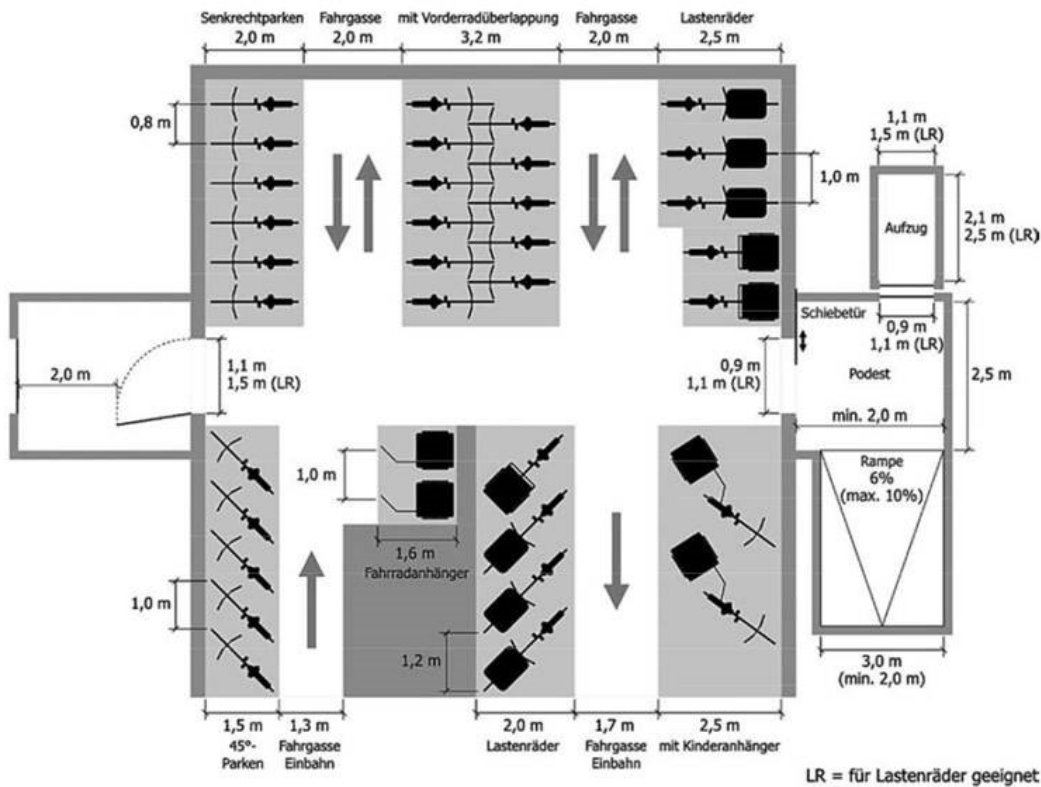 Senkrechtparken
2,0 m
Fahrgasse
2,0 m
mit Vorderradüberlappung
3,2 m
Fahrgasse
2,0 m
Lastenräder
2,5 m
0,8 m
1,0 m
1,1 m
1,5 m (LR)
Aufzug
2,1 m
2,5 m (LR)
Schiebetür
0,9 m
1,1 m (LR)
2,0 m
1,1 m
1,5 m (LR)
0,9 m
1,1 m (LR)
Podest
2,5 m
min. 2,0 m
1,0 m
Rampe
6%
(max. 10%)
1,6 m
Fahrradanhänger
1,0 m
1,2 m
3,0 m
(min. 2,0 m)
1,5 m
45°-
Parken
1,3 m
Fahrgasse
Einbahn
2,0 m
Lastenräder
1,7 m
Fahrgasse
Einbahn
2,5 m
mit Kinderanhänger
LR = für Lastenräder geeignet